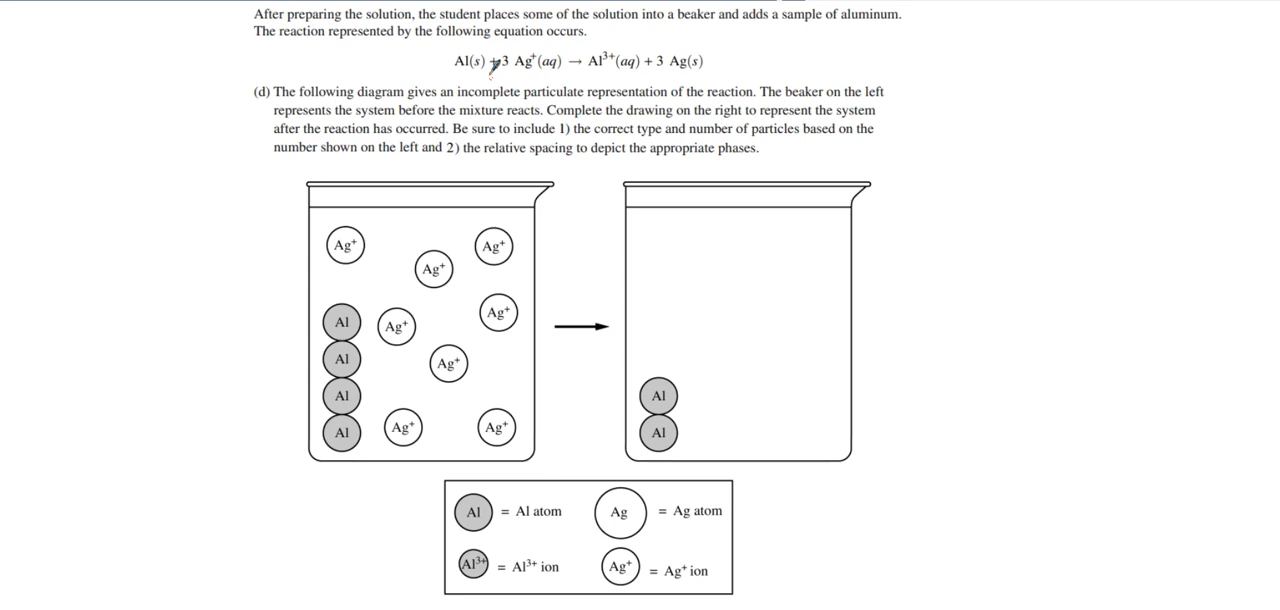 After preparing the solution, the student places some of the solution into a beaker and adds a sample of aluminum.
The reaction represented by the following equation occurs.
Al(s) + 3 Ag⁺(aq) → Al³⁺(aq) + 3 Ag(s)
(d) The following diagram gives an incomplete particulate representation of the reaction. The beaker on the left
represents the system before the mixture reacts. Complete the drawing on the right to represent the system
after the reaction has occurred. Be sure to include 1) the correct type and number of particles based on the
number shown on the left and 2) the relative spacing to depict the appropriate phases.
Ag⁺
Ag⁺
Ag⁺
Ag⁺
Al
Ag⁺
Al
Ag⁺
Al
Al
Al
Ag⁺
Ag⁺
Al
Al = Al atom
Ag = Ag atom
Al³⁺ = Al³⁺ ion
Ag⁺ = Ag⁺ ion